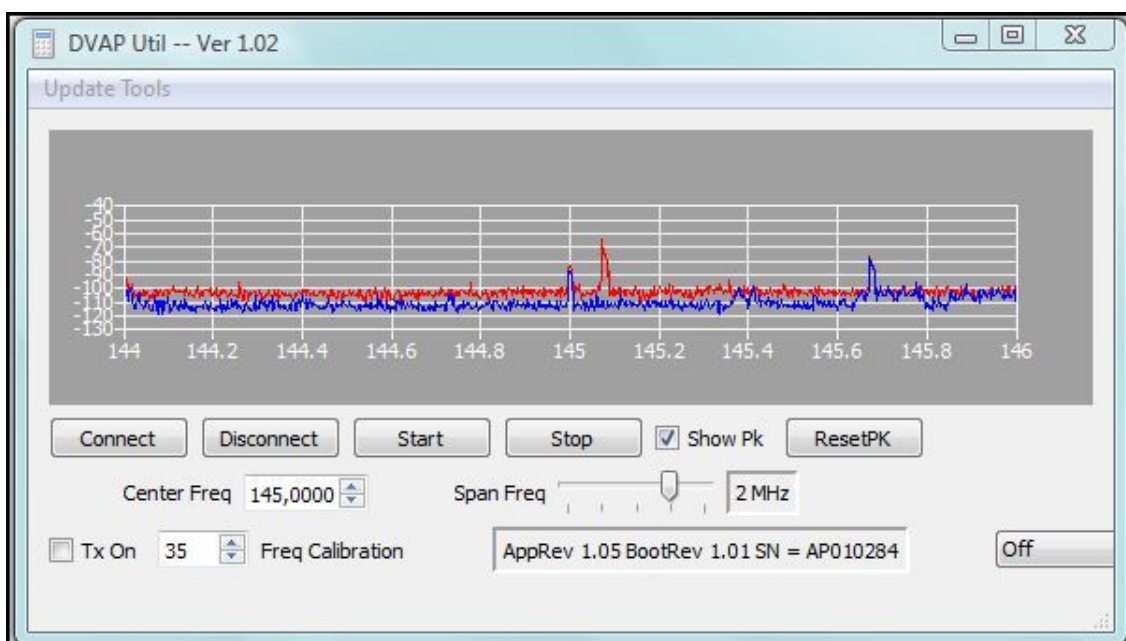 DVAP Util -- Ver 1.02
Update Tools
-40
-50
-60
-70
-80
-90
-100
-110
-120
-130
144 144.2 144.4 144.6 144.8 145 145.2 145.4 145.6 145.8 146
Connect Disconnect Start Stop Show Pk ResetPK
Center Freq 145,0000 Span Freq 2 MHz
Tx On 35 Freq Calibration AppRev 1.05 BootRev 1.01 SN = AP010284 Off